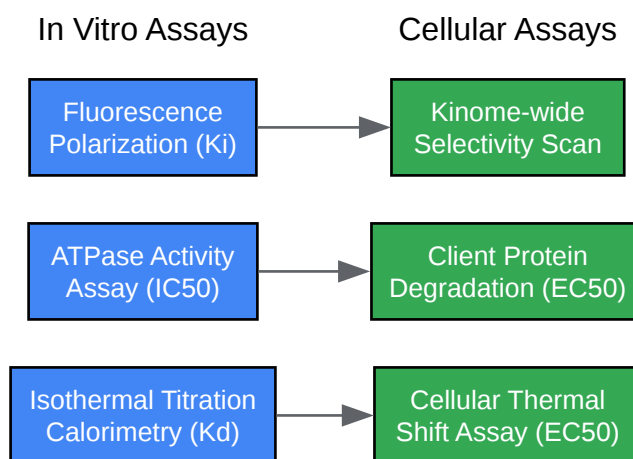 In Vitro Assays
Cellular Assays
Fluorescence
Polarization (Ki)
Kinome-wide
Selectivity Scan
ATPase Activity
Assay (IC50)
Client Protein
Degradation (EC50)
Isothermal Titration
Calorimetry (Kd)
Cellular Thermal
Shift Assay (EC50)